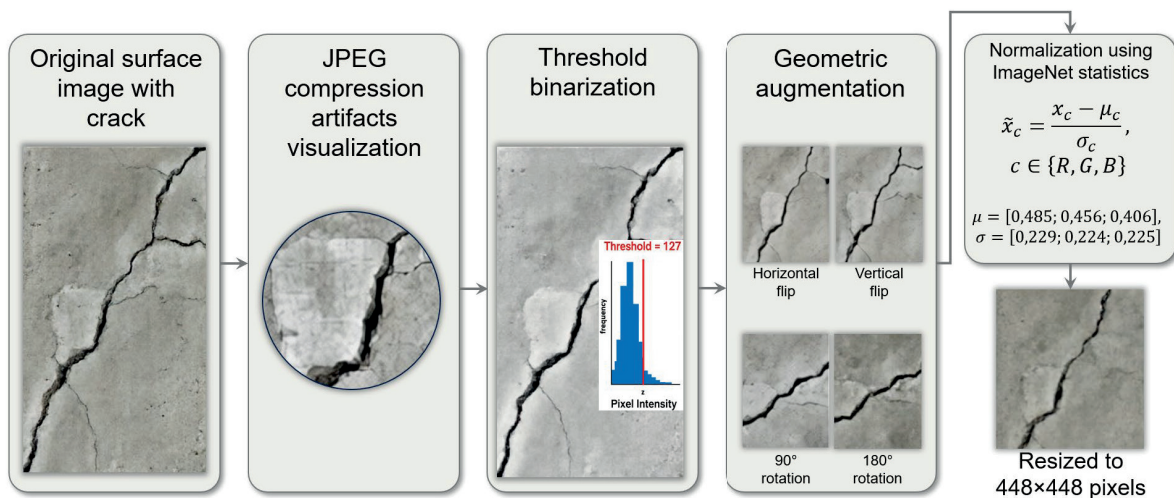 Original surface
image with
crack
JPEG
compression
artifacts
visualization
Threshold
binarization
Threshold = 127
frequency
z
Pixel Intensity
Geometric
augmentation
Horizontal
flip
Vertical
flip
90°
rotation
180°
rotation
Normalization using
ImageNet statistics
x̃_c = (x_c − μ_c) / σ_c,
c ∈ {R, G, B}
μ = [0,485; 0,456; 0,406],
σ = [0,229; 0,224; 0,225]
Resized to
448×448 pixels